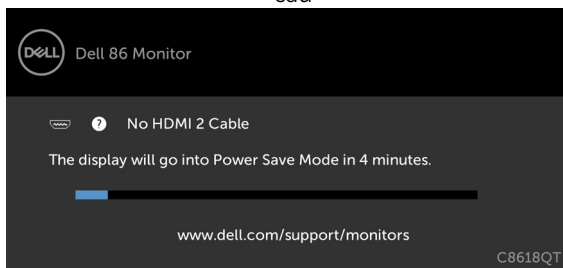 sau
DELL
Dell 86 Monitor
? No HDMI 2 Cable
The display will go into Power Save Mode in 4 minutes.
www.dell.com/support/monitors
C8618QT